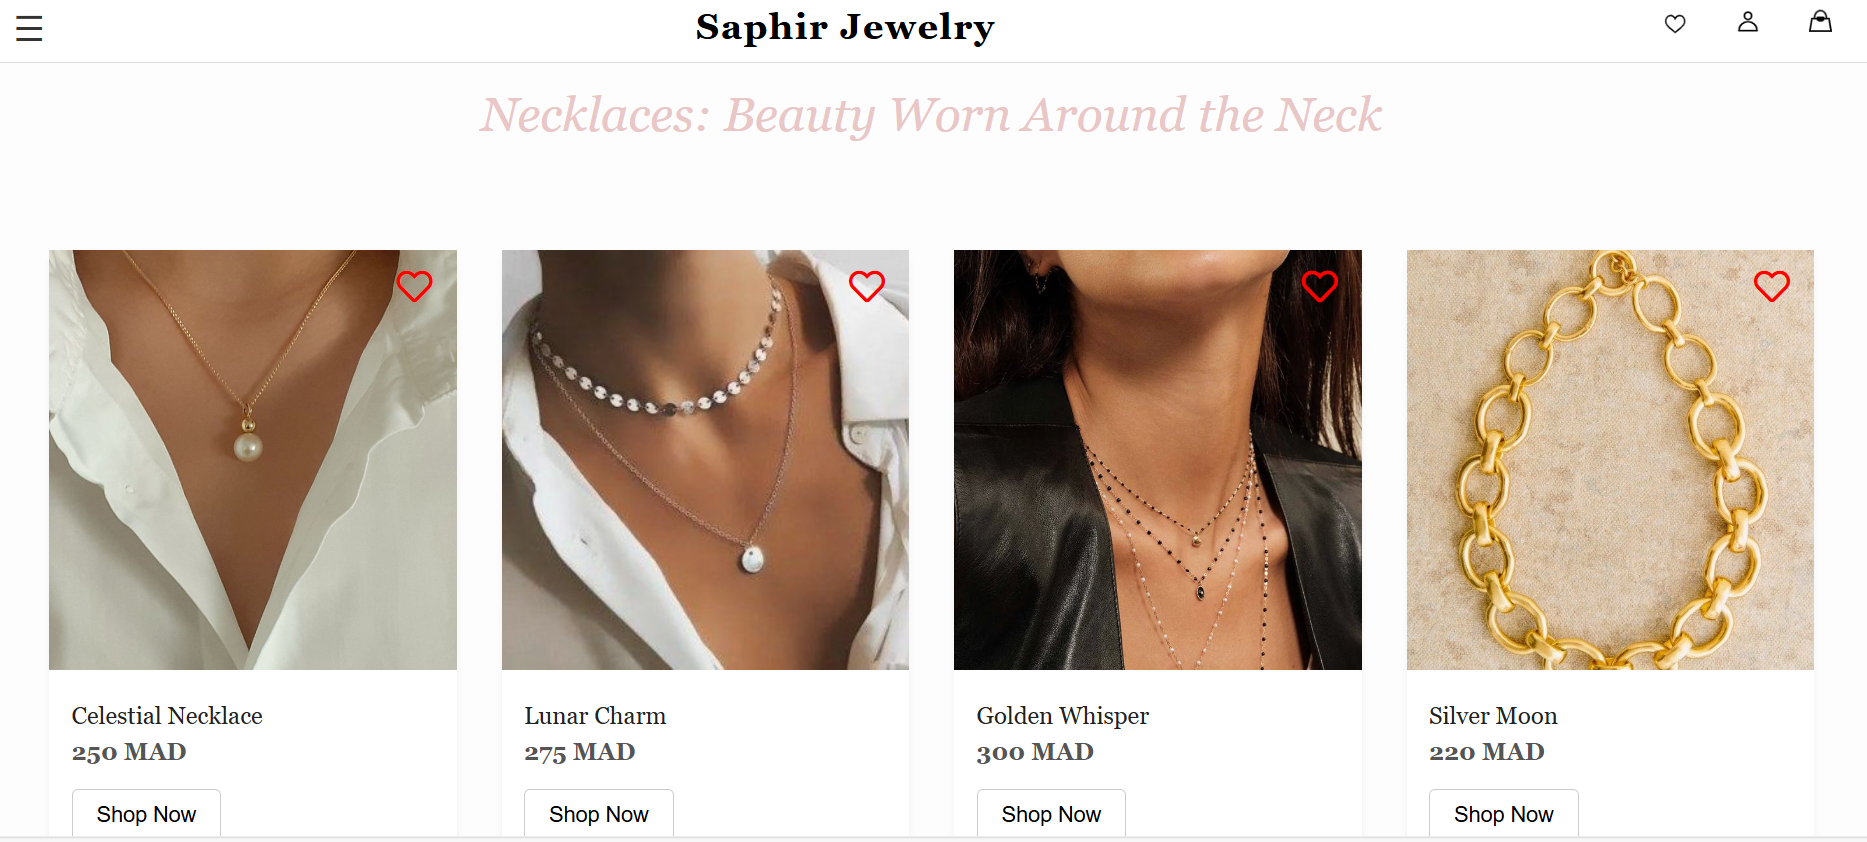 Saphir Jewelry
Necklaces: Beauty Worn Around the Neck
Celestial Necklace
250 MAD
Shop Now
Lunar Charm
275 MAD
Shop Now
Golden Whisper
300 MAD
Shop Now
Silver Moon
220 MAD
Shop Now